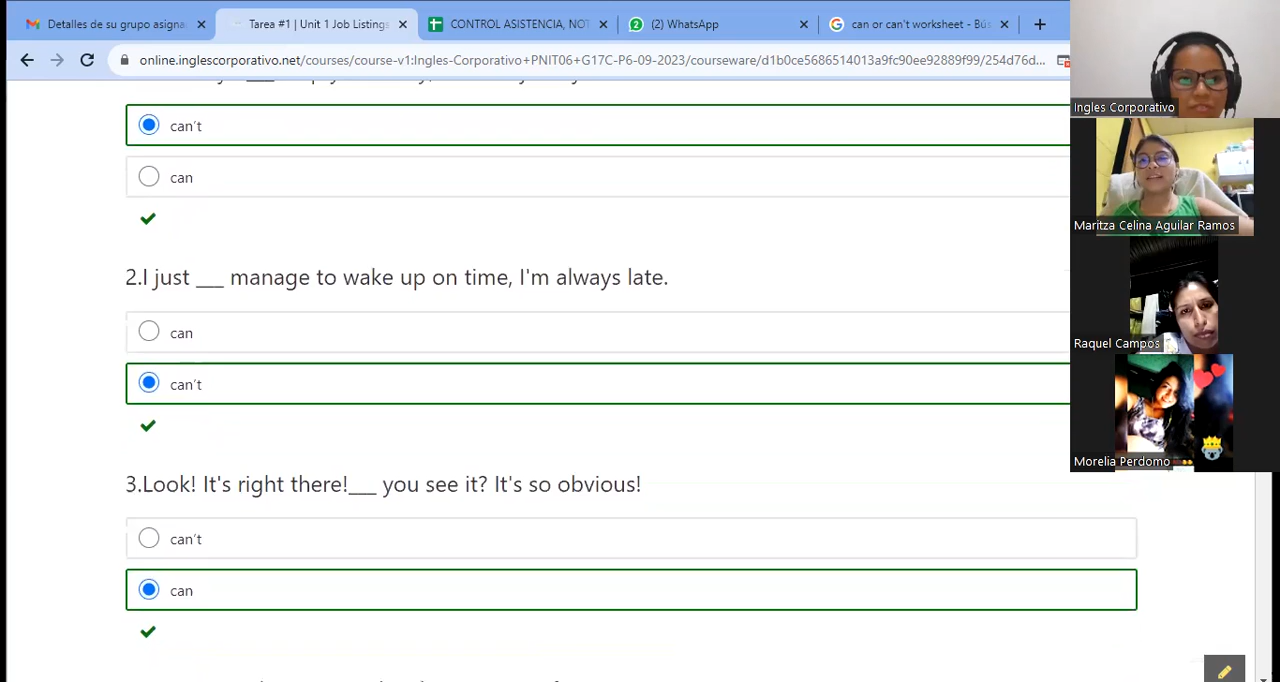 Detalles de su grupo asigna
Tarea #1 | Unit 1 Job Listings
CONTROL ASISTENCIA, NOT
(2) WhatsApp
can or can't worksheet - Bús
online.inglescorporativo.net/courses/course-v1:Ingles-Corporativo+PNIT06+G17C-P6-09-2023/courseware/d1b0ce5686514013a9fc90ee92889f99/254d76d...
can't
can
2.I just ___ manage to wake up on time, I'm always late.
can
can't
3.Look! It's right there!___ you see it? It's so obvious!
can't
can
Ingles Corporativo
Maritza Celina Aguilar Ramos
Raquel Campos
Morelia Perdomo